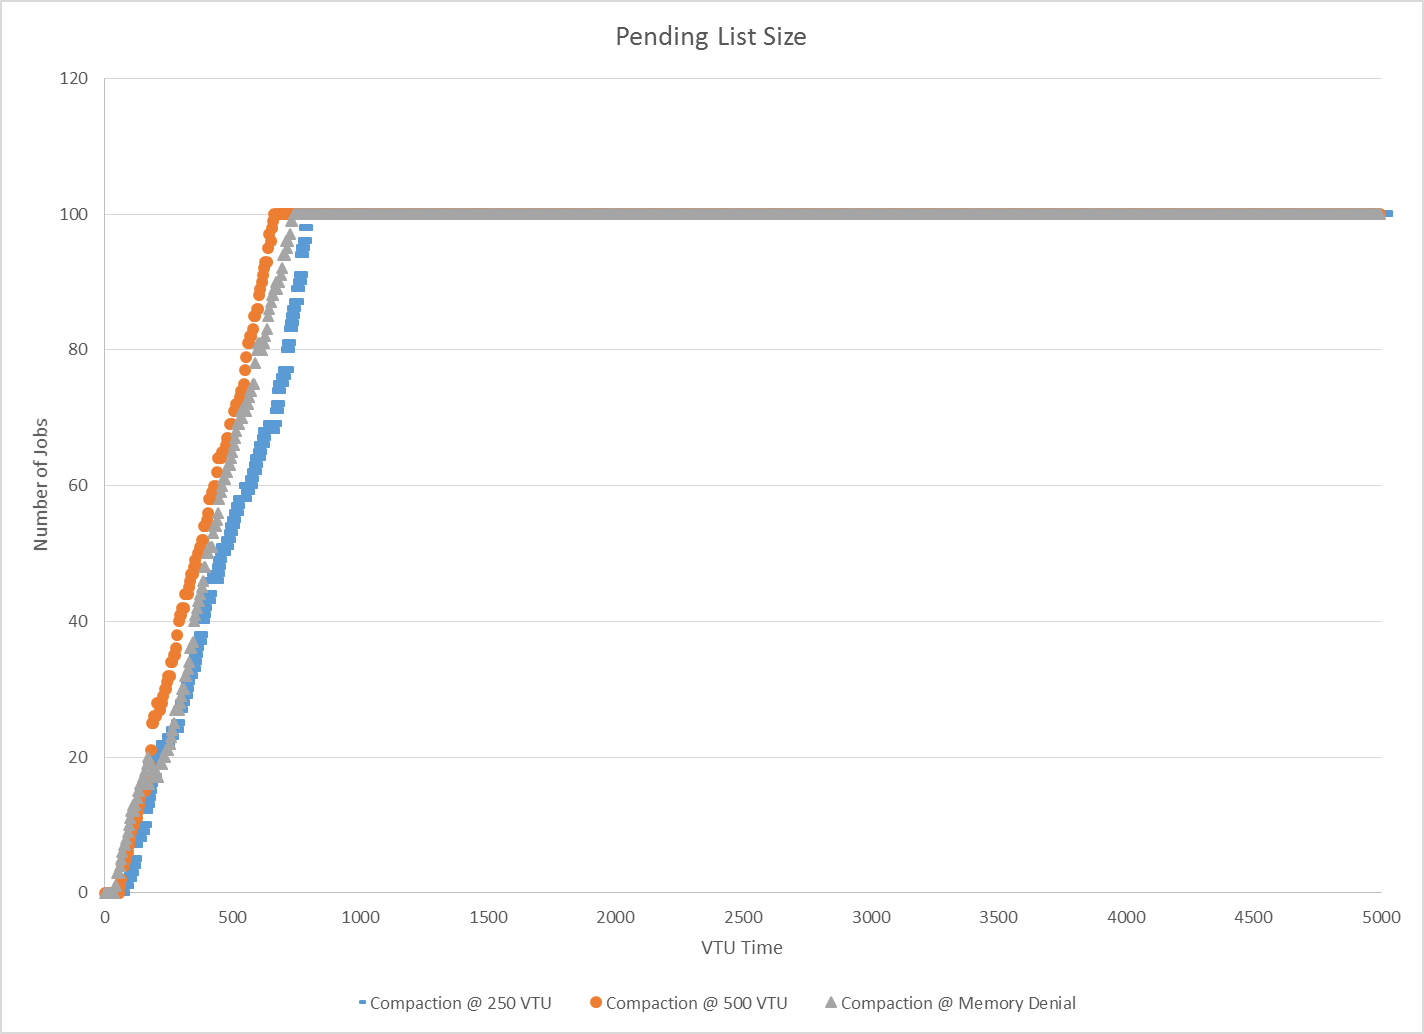 Pending List Size
120
100
80
60
40
20
0
Number of Jobs
0 500 1000 1500 2000 2500 3000 3500 4000 4500 5000
VTU Time
Compaction @ 250 VTU Compaction @ 500 VTU Compaction @ Memory Denial